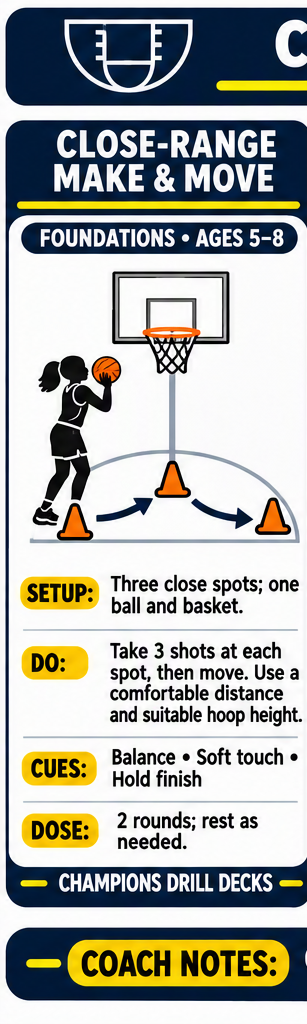 C
CLOSE-RANGE
MAKE & MOVE
FOUNDATIONS • AGES 5–8
SETUP: Three close spots; one
ball and basket.
DO: Take 3 shots at each
spot, then move. Use a
comfortable distance
and suitable hoop height.
CUES: Balance • Soft touch •
Hold finish
DOSE: 2 rounds; rest as
needed.
CHAMPIONS DRILL DECKS
COACH NOTES: